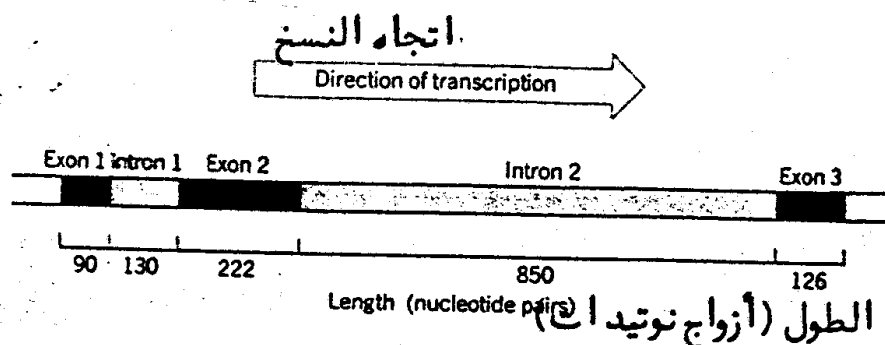 اتجاه النسخ
Direction of transcription
Exon 1 intron 1 Exon 2 Intron 2 Exon 3
90 130 222 850 126
Length (nucleotide pairs)
الطول (أزواج نوتيدات)